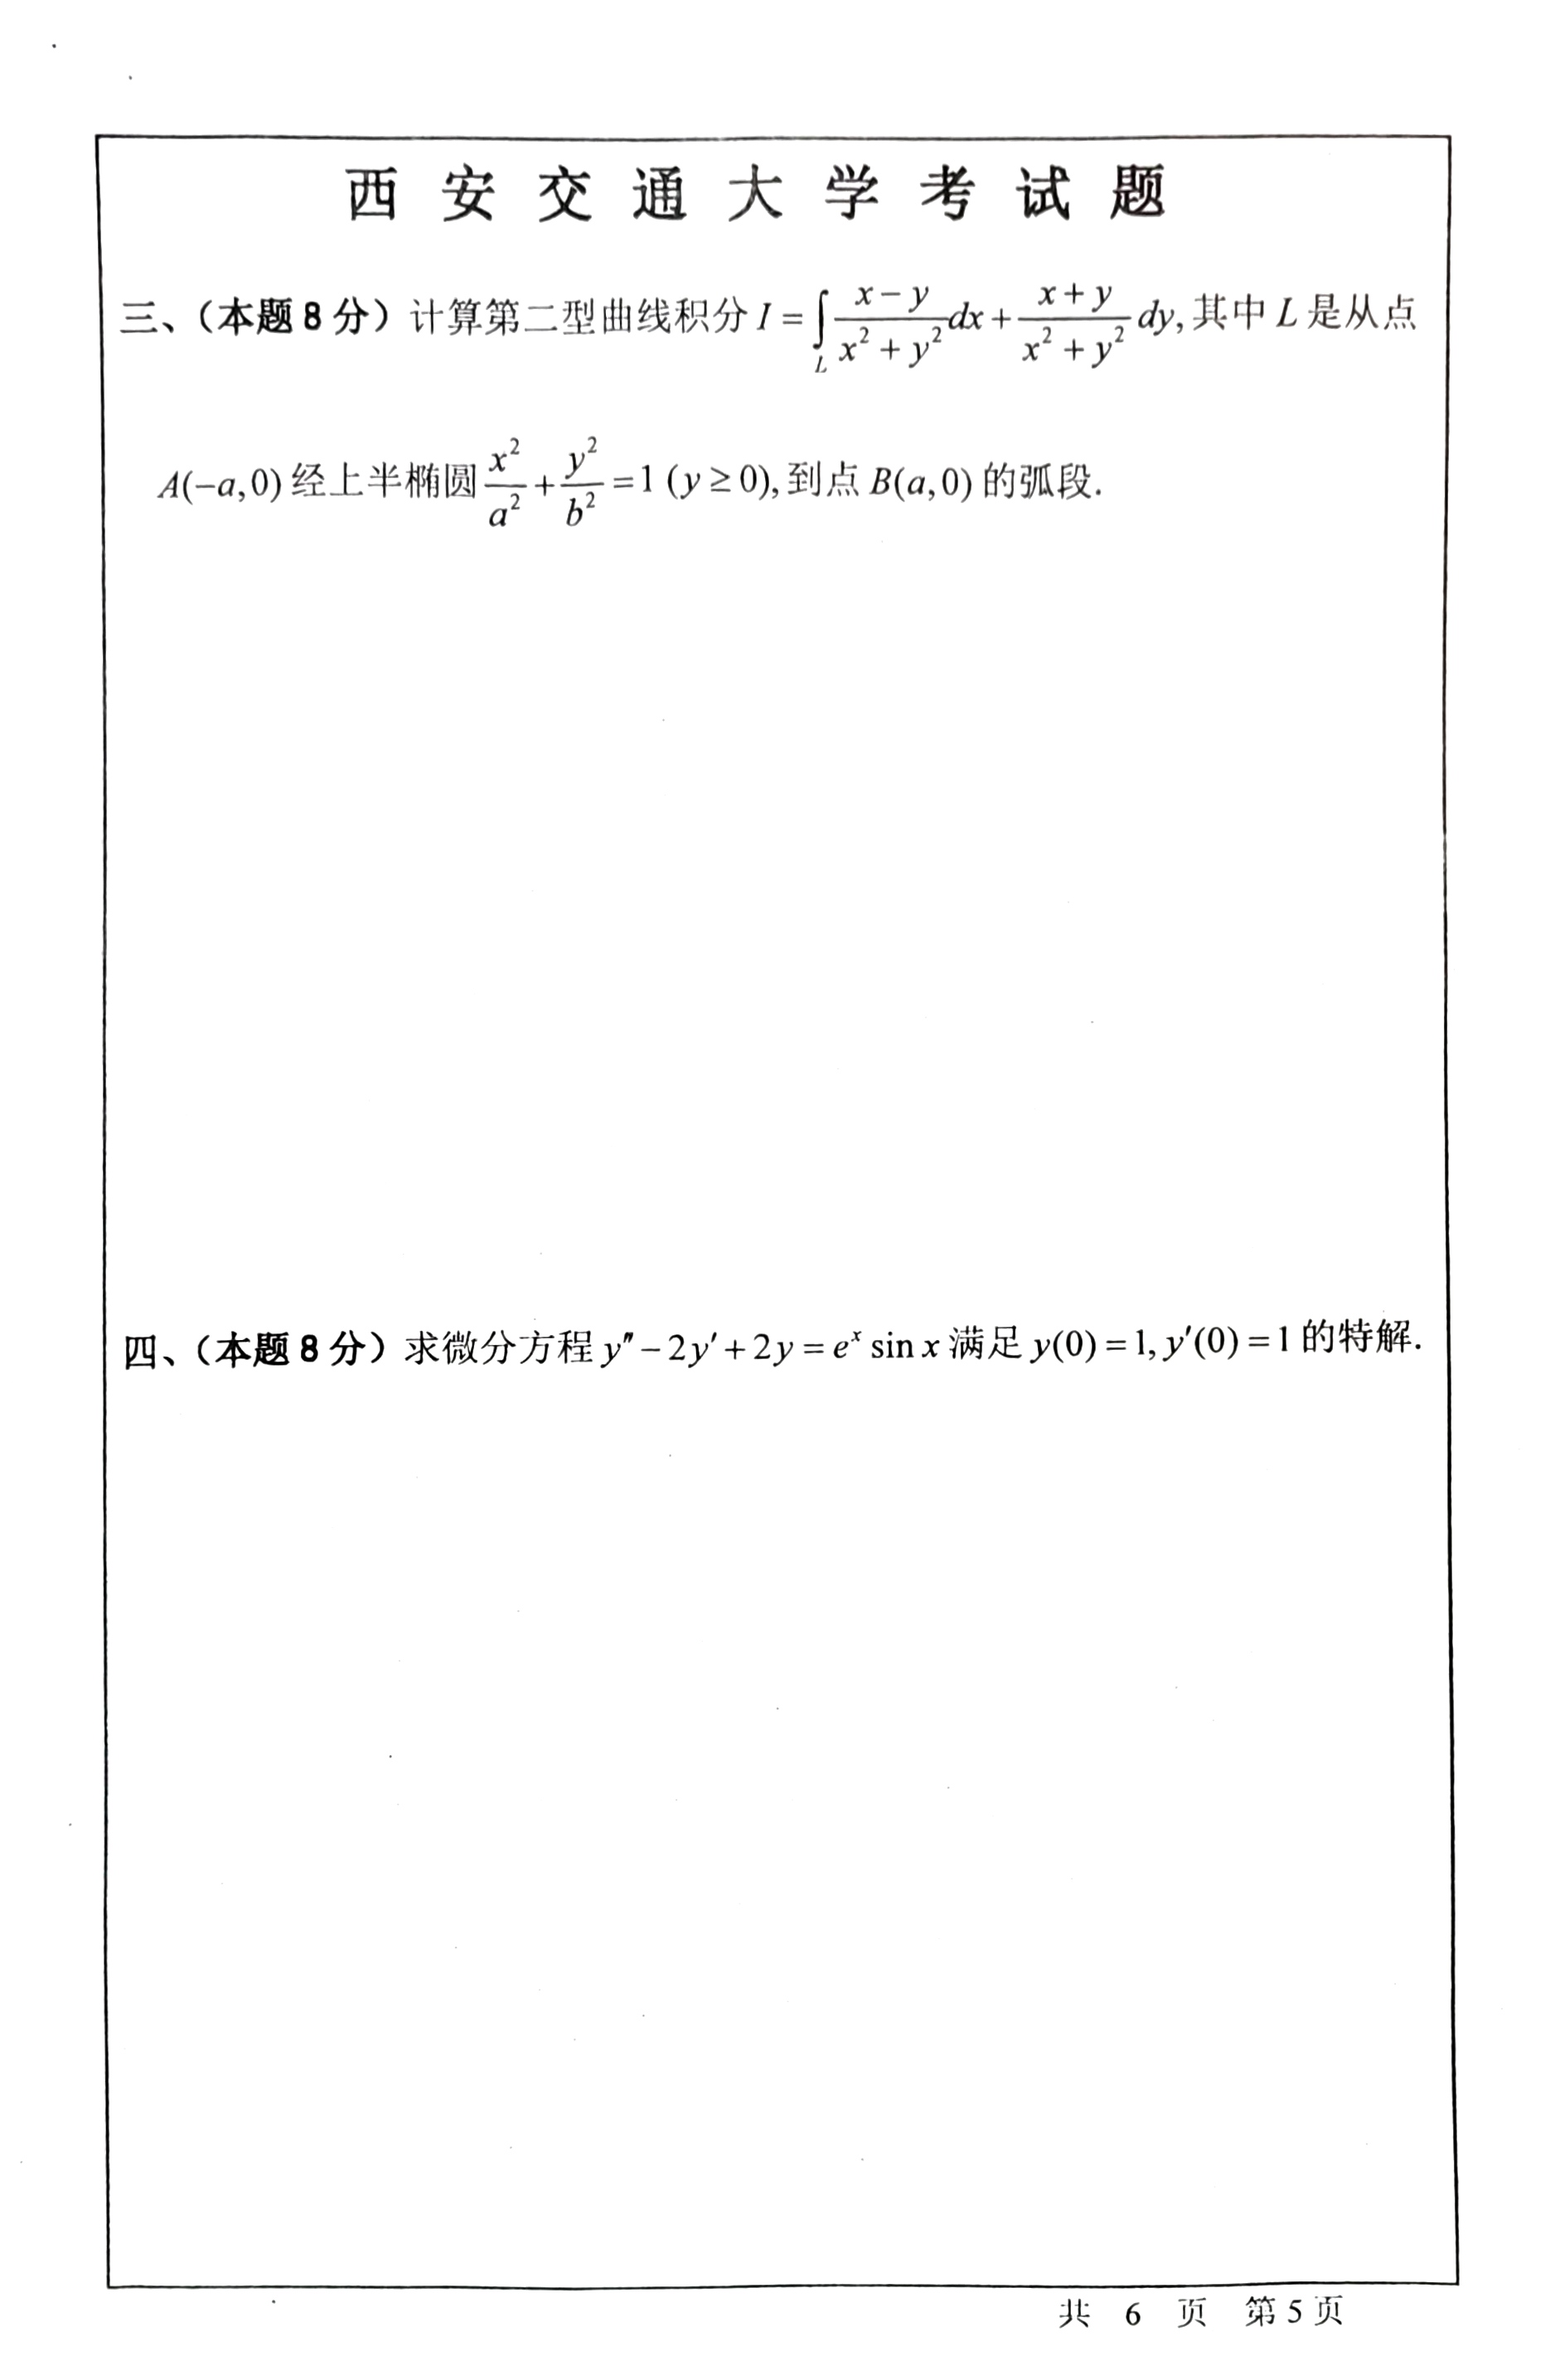 西安交通大学考试题
三、（本题8分）计算第二型曲线积分 $I=\int\limits_{L}\frac{x-y}{x^2+y^2}dx+\frac{x+y}{x^2+y^2}dy$, 其中 L 是从点
A(-a,0) 经上半椭圆 $\frac{x^2}{a^2}+\frac{y^2}{b^2}=1\ (y\geq 0)$, 到点 B(a,0) 的弧段.
四、（本题8分）求微分方程 $y''-2y'+2y=e^x\sin x$ 满足 $y(0)=1, y'(0)=1$ 的特解.
共 6 页 第5页